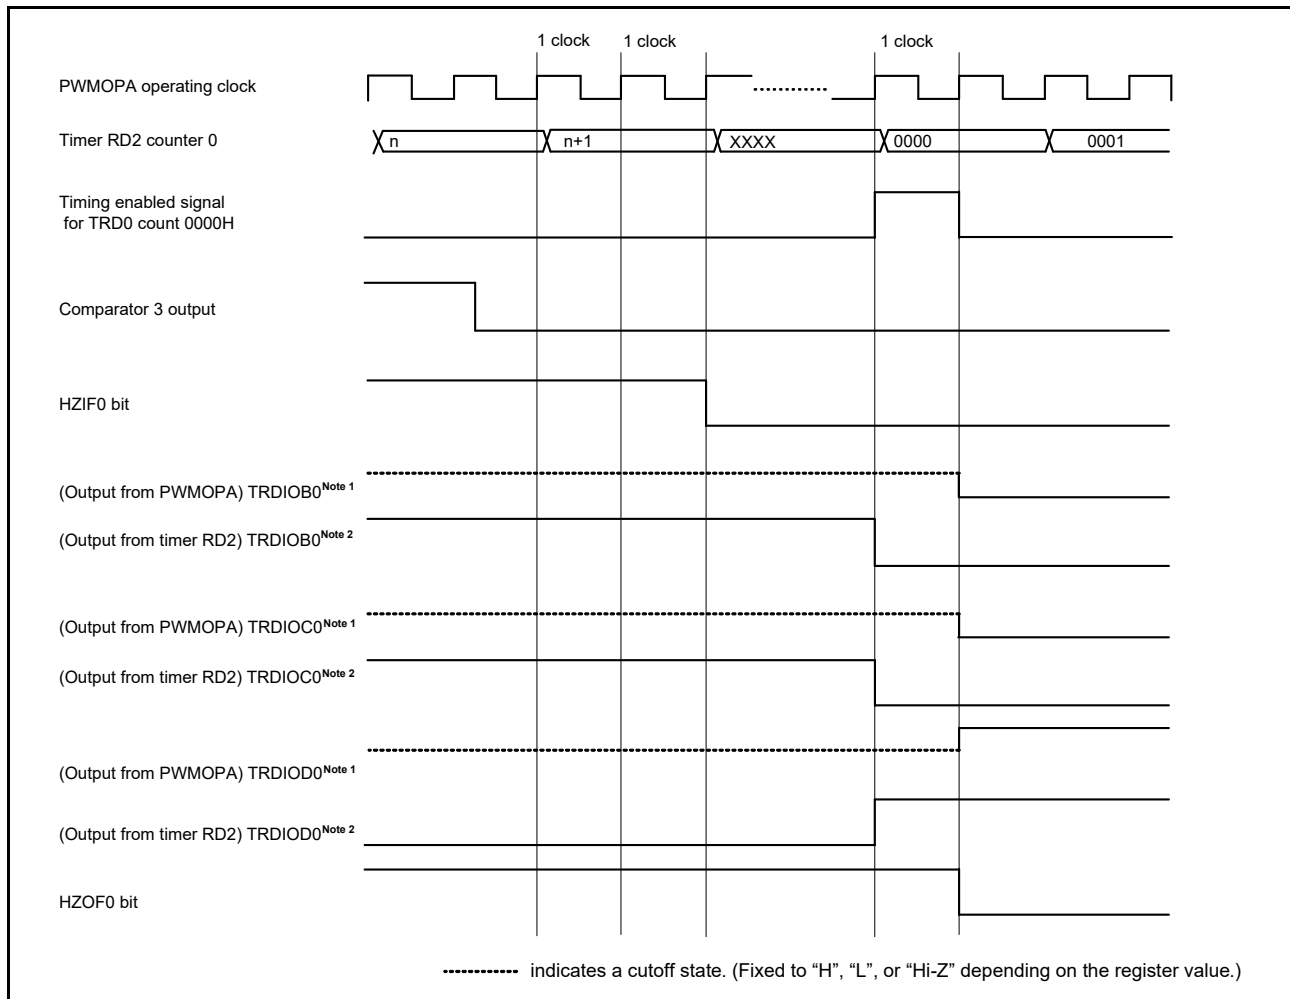 1 clock 1 clock 1 clock
PWMOPA operating clock
Timer RD2 counter 0 n n+1 XXXX 0000 0001
Timing enabled signal
for TRD0 count 0000H
Comparator 3 output
HZIF0 bit
(Output from PWMOPA) TRDIOB0Note 1
(Output from timer RD2) TRDIOB0Note 2
(Output from PWMOPA) TRDIOC0Note 1
(Output from timer RD2) TRDIOC0Note 2
(Output from PWMOPA) TRDIOD0Note 1
(Output from timer RD2) TRDIOD0Note 2
HZOF0 bit
indicates a cutoff state. (Fixed to “H”, “L”, or “Hi-Z” depending on the register value.)